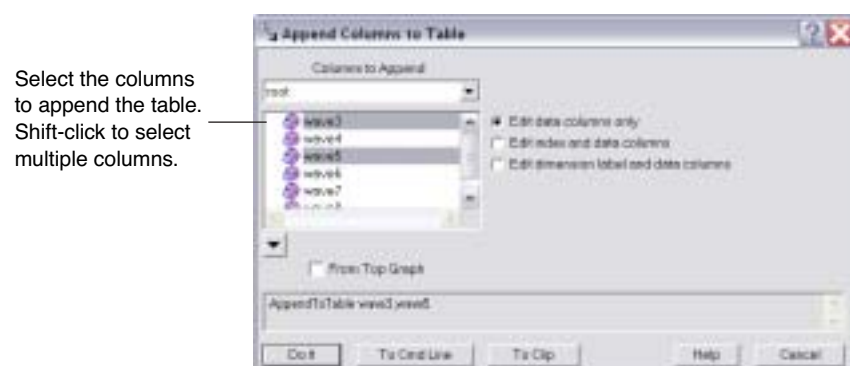 Append Columns to Table
Columns to Append
root
Select the columns
to append the table.
Shift-click to select
multiple columns.
wave3
wave4
wave5
wave6
wave7
wave8
Edit data columns only
Edit index and data columns
Edit dimension label and data columns
From Top Graph
AppendToTable wave3,wave5
Do It
To Cmd Line
To Clip
Help
Cancel